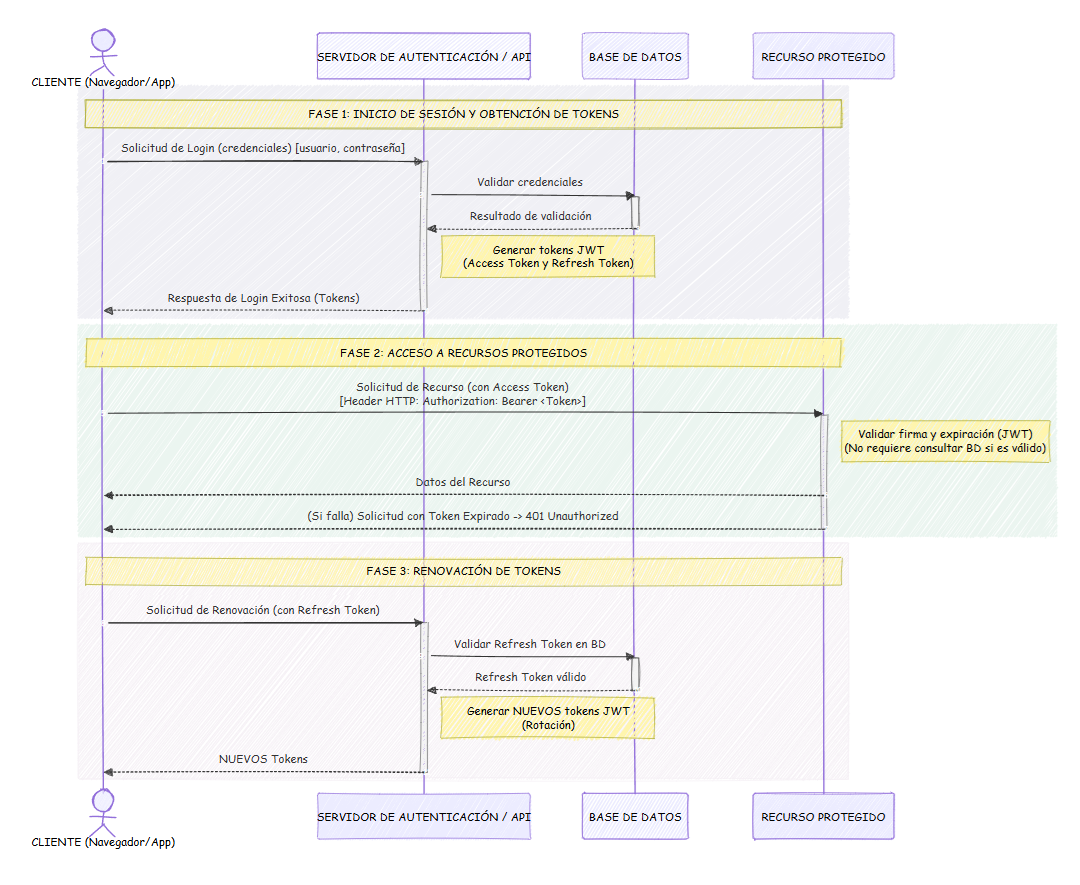 CLIENTE (Navegador/App)
SERVIDOR DE AUTENTICACIÓN / API
BASE DE DATOS
RECURSO PROTEGIDO
FASE 1: INICIO DE SESIÓN Y OBTENCIÓN DE TOKENS
Solicitud de Login (credenciales) [usuario, contraseña]
Validar credenciales
Resultado de validación
Generar tokens JWT
(Access Token y Refresh Token)
Respuesta de Login Exitosa (Tokens)
FASE 2: ACCESO A RECURSOS PROTEGIDOS
Solicitud de Recurso (con Access Token)
[Header HTTP: Authorization: Bearer <Token>]
Validar firma y expiración (JWT)
(No requiere consultar BD si es válido)
Datos del Recurso
(Si falla) Solicitud con Token Expirado -> 401 Unauthorized
FASE 3: RENOVACIÓN DE TOKENS
Solicitud de Renovación (con Refresh Token)
Validar Refresh Token en BD
Refresh Token válido
Generar NUEVOS tokens JWT
(Rotación)
NUEVOS Tokens
CLIENTE (Navegador/App)
SERVIDOR DE AUTENTICACIÓN / API
BASE DE DATOS
RECURSO PROTEGIDO